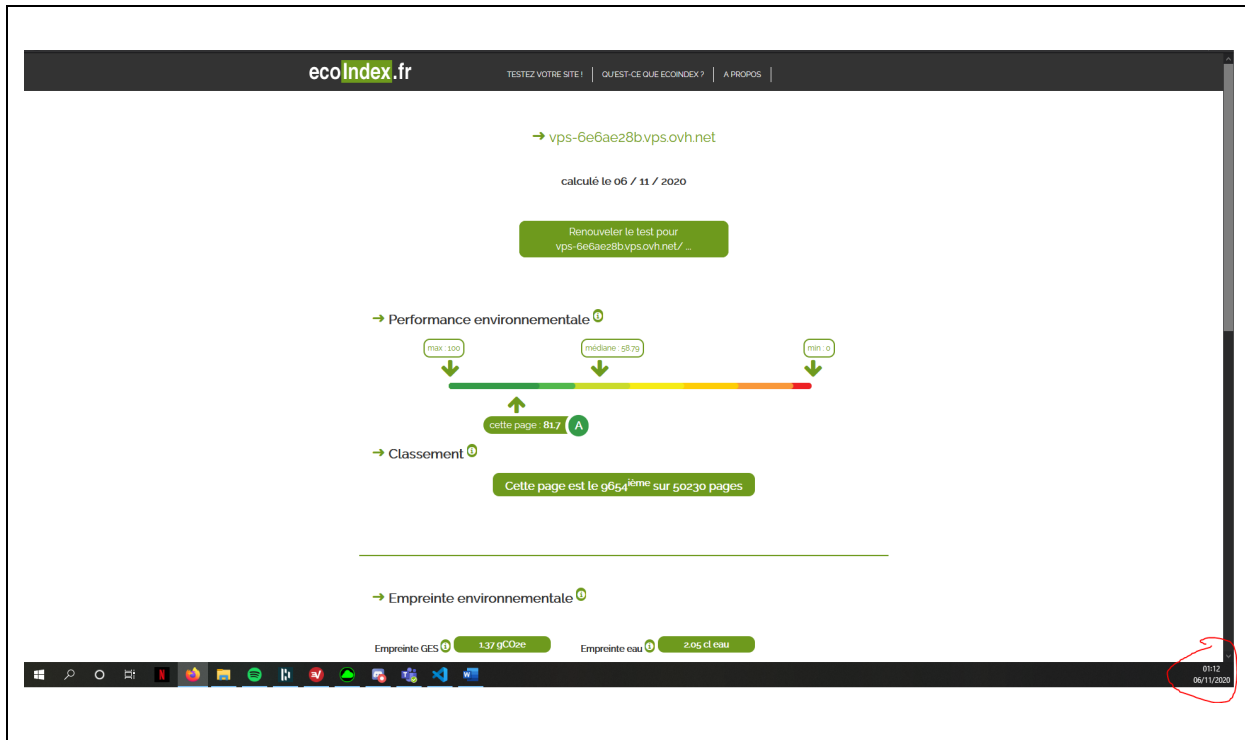 ecoIndex.fr
TESTEZ VOTRE SITE ! | QU'EST-CE QUE ECOINDEX ? | A PROPOS |
➔ vps-6e6ae28b.vps.ovh.net
calculé le 06 / 11 / 2020
Renouveler le test pour
vps-6e6ae28b.vps.ovh.net/ ...
➔ Performance environnementale
max : 100
médiane : 58.79
min : 0
cette page : 81.7 A
➔ Classement
Cette page est le 9654ième sur 50230 pages
➔ Empreinte environnementale
Empreinte GES 1.37 gCO2e
Empreinte eau 2.05 cl eau
01:12
06/11/2020